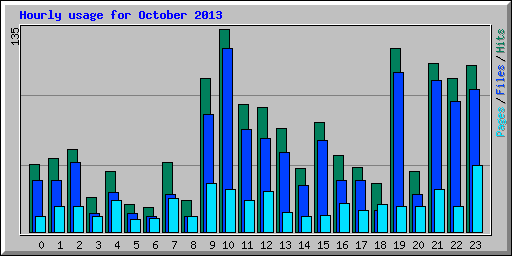 Hourly usage for October 2013
135
Pages/Files/Hits
0 1 2 3 4 5 6 7 8 9 10 11 12 13 14 15 16 17 18 19 20 21 22 23